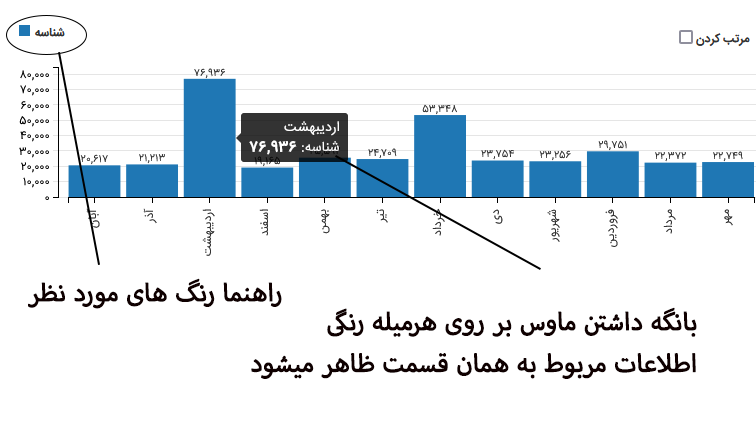 شناسه
مرتب کردن
۸۰,۰۰۰
۷۰,۰۰۰
۶۰,۰۰۰
۵۰,۰۰۰
۴۰,۰۰۰
۳۰,۰۰۰
۲۰,۰۰۰
۱۰,۰۰۰
۰
۲۰,۶۱۷
۲۱,۲۱۳
۷۶,۹۳۶
۱۹,۱۶۵
۲۴,۷۰۹
۵۳,۳۴۸
۲۳,۷۵۴
۲۳,۲۵۶
۲۹,۷۵۱
۲۲,۳۷۲
۲۲,۷۴۹
اردیبهشت
شناسه: ۷۶,۹۳۶
آبان
آذر
اردیبهشت
اسفند
بهمن
تیر
خرداد
دی
شهریور
فروردین
مرداد
مهر
راهنما رنگ های مورد نظر
بانگه داشتن ماوس بر روی هرمیله رنگی
اطلاعات مربوط به همان قسمت ظاهر میشود